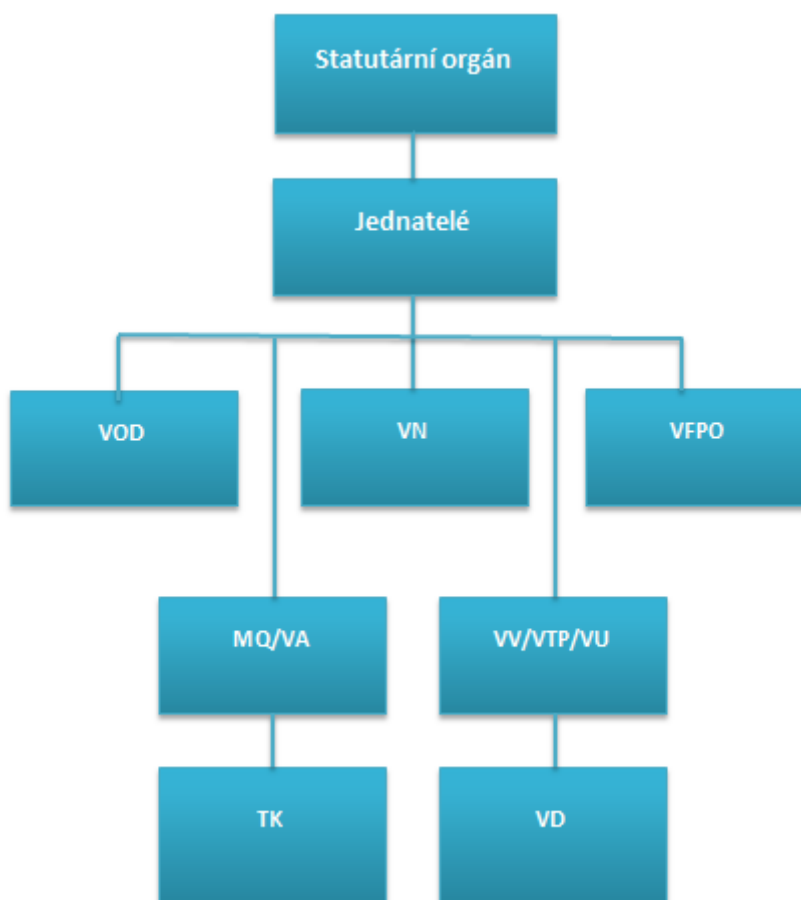 Statutární orgán
Jednatelé
VOD
VN
VFPO
MQ/VA
VV/VTP/VU
TK
VD